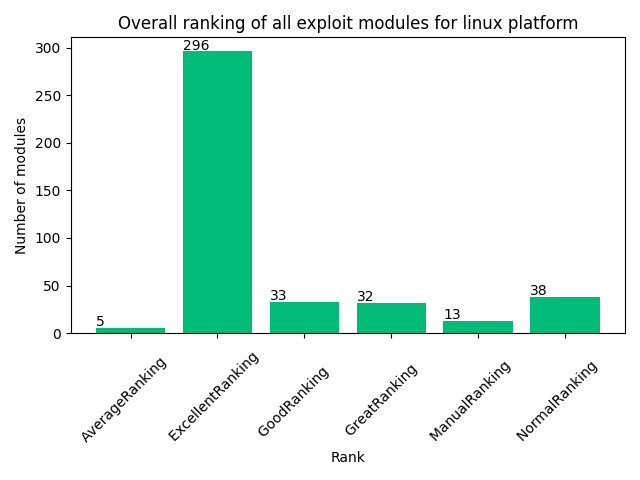 Overall ranking of all exploit modules for linux platform
Number of modules
300
250
200
150
100
50
0
5
296
33
32
13
38
AverageRanking
ExcellentRanking
GoodRanking
GreatRanking
ManualRanking
NormalRanking
Rank